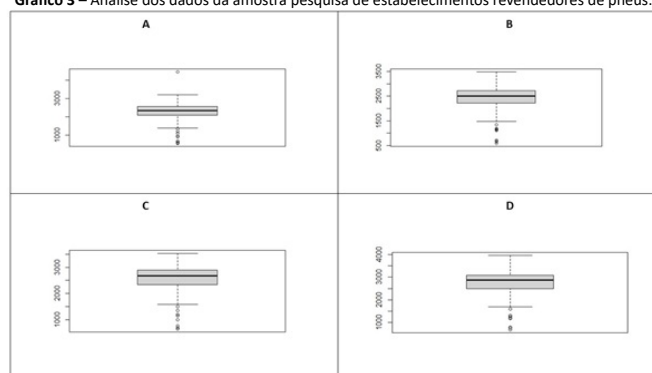 Gráfico 3 – Análise dos dados da amostra pesquisa de estabelecimentos revendedores de pneus.
A
B
3000
1000
3500
2500
1500
500
C
D
3000
2000
1000
4000
3000
2000
1000